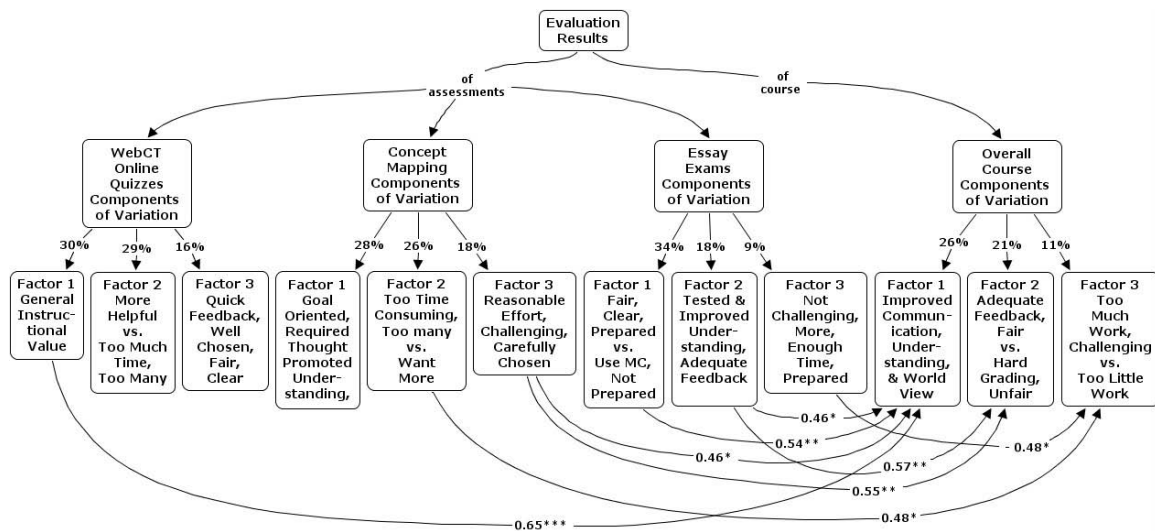 Evaluation
Results
of
assessments
of
course
WebCT
Online
Quizzes
Components
of Variation
Concept
Mapping
Components
of Variation
Essay
Exams
Components
of Variation
Overall
Course
Components
of Variation
30%
29%
16%
28%
26%
18%
34%
18%
9%
26%
21%
11%
Factor 1
General
Instruc-
tional
Value
Factor 2
More
Helpful
vs.
Too Much
Time,
Too Many
Factor 3
Quick
Feedback,
Well
Chosen,
Fair,
Clear
Factor 1
Goal
Oriented,
Required
Thought
Promoted
Under-
standing,
Factor 2
Too Time
Consuming,
Too many
vs.
Want
More
Factor 3
Reasonable
Effort,
Challenging,
Carefully
Chosen
Factor 1
Fair,
Clear,
Prepared
vs.
Use MC,
Not
Prepared
Factor 2
Tested &
Improved
Under-
standing,
Adequate
Feedback
Factor 3
Not
Challenging,
More,
Enough
Time,
Prepared
Factor 1
Improved
Commun-
ication,
Under-
standing,
& World
View
Factor 2
Adequate
Feedback,
Fair
vs.
Hard
Grading,
Unfair
Factor 3
Too
Much
Work,
Challenging
vs.
Too Little
Work
0.46*
0.54**
- 0.48*
0.46*
0.57**
0.55**
0.48*
0.65***